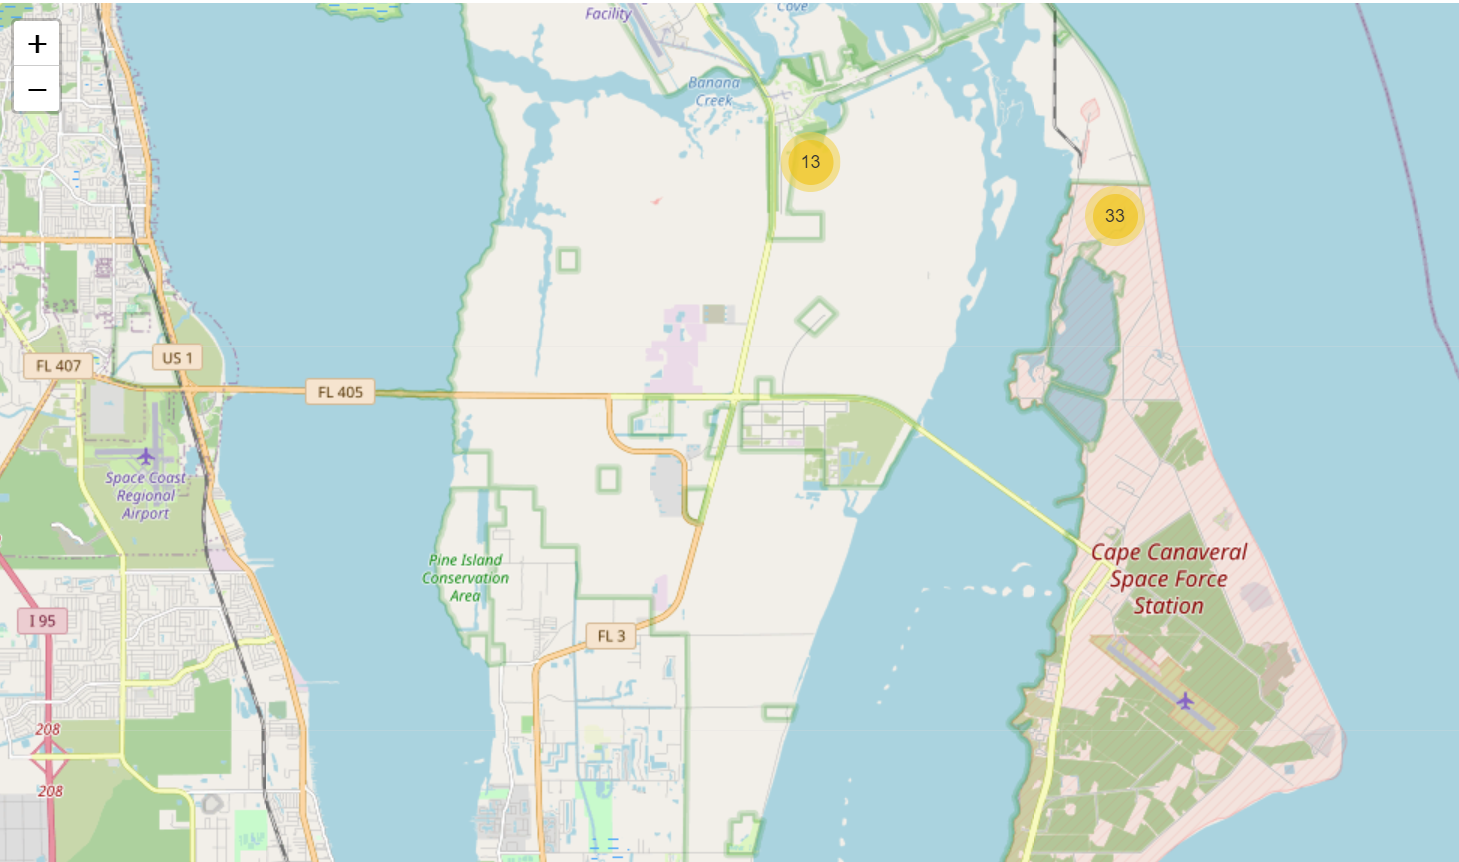 +
−
Facility
Cove
Banana
Creek
13
33
FL 407
US 1
FL 405
Space Coast
Regional
Airport
Pine Island
Conservation
Area
Cape Canaveral
Space Force
Station
I 95
FL 3
208
208